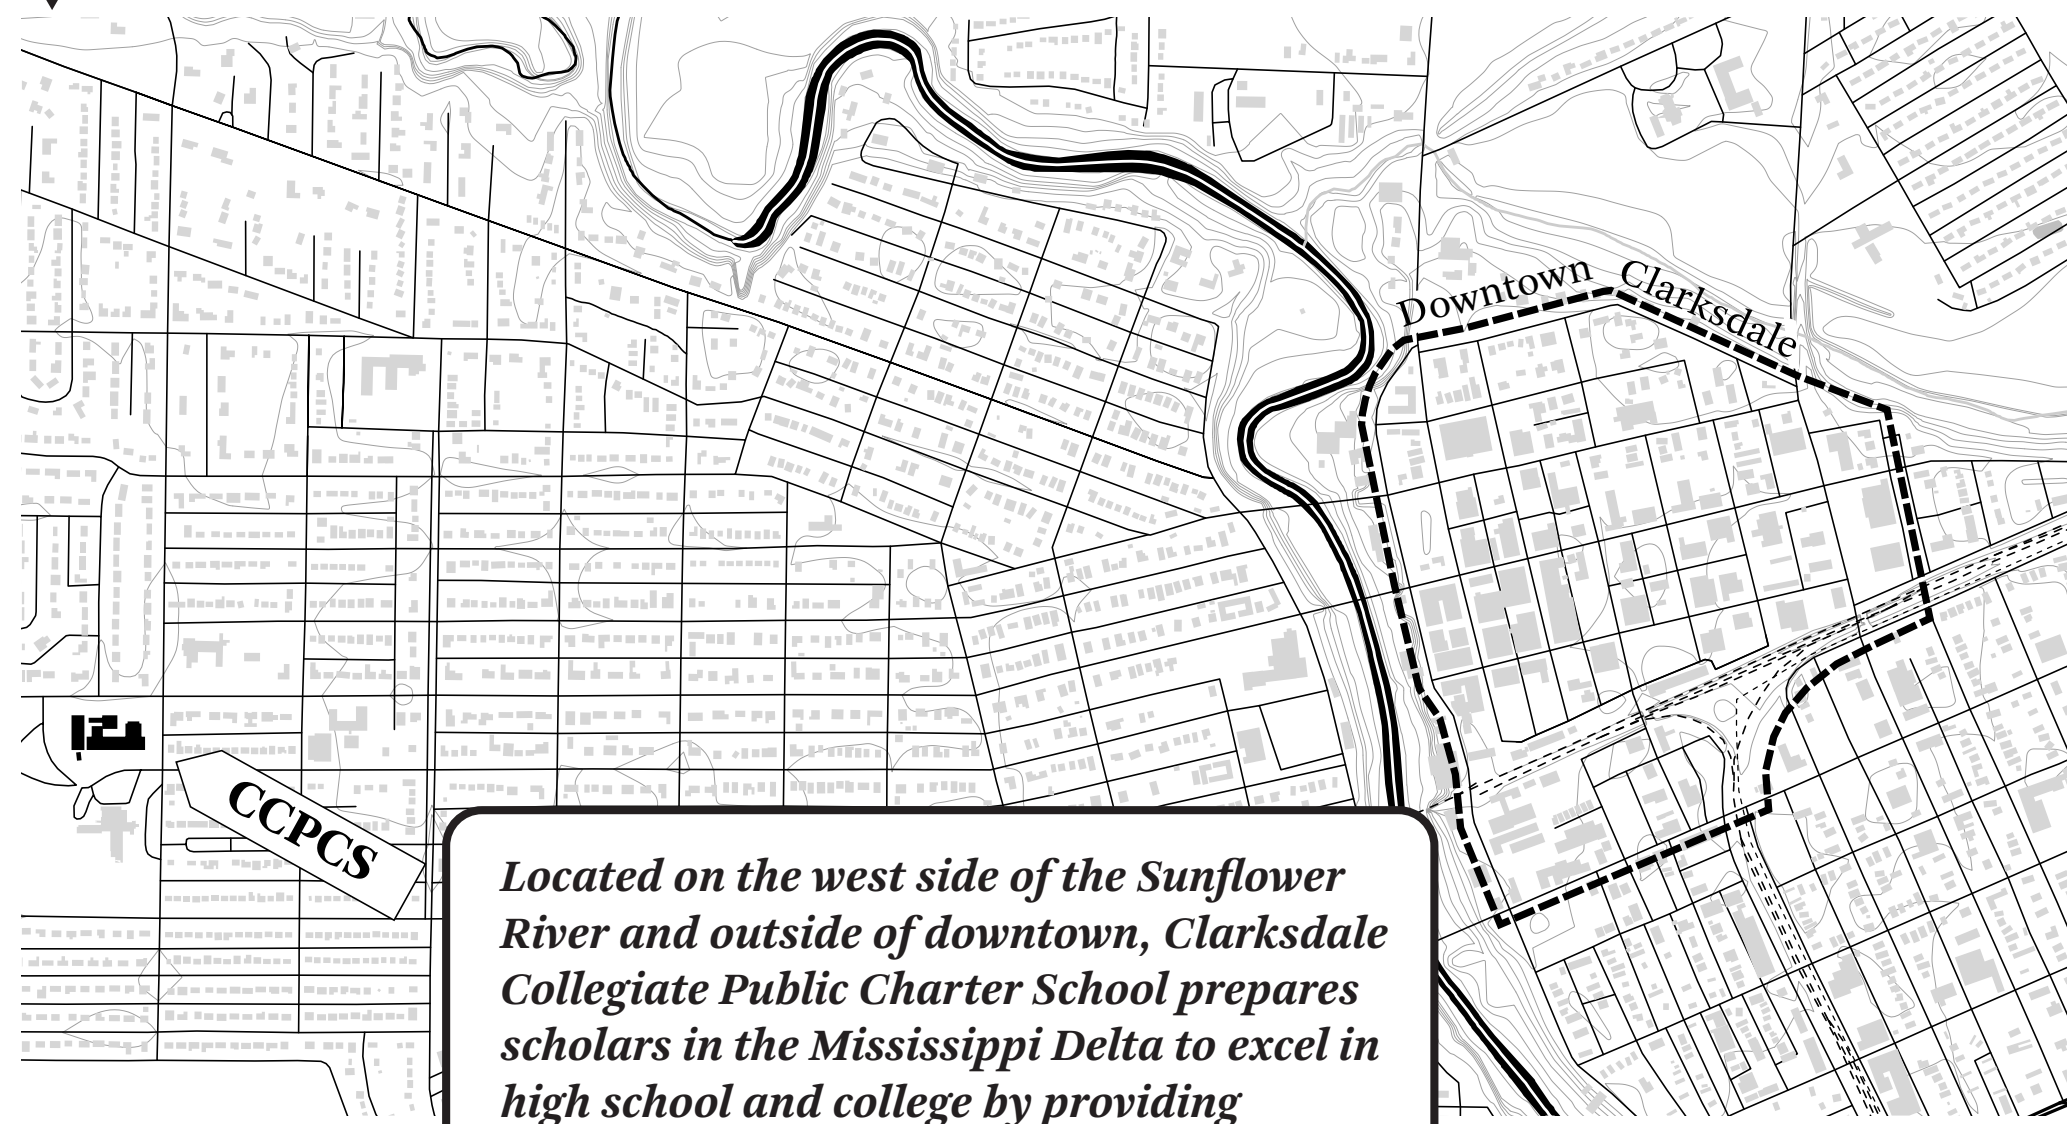 Downtown Clarksdale
CCPCS
Located on the west side of the Sunflower
River and outside of downtown, Clarksdale
Collegiate Public Charter School prepares
scholars in the Mississippi Delta to excel in
high school and college by providing